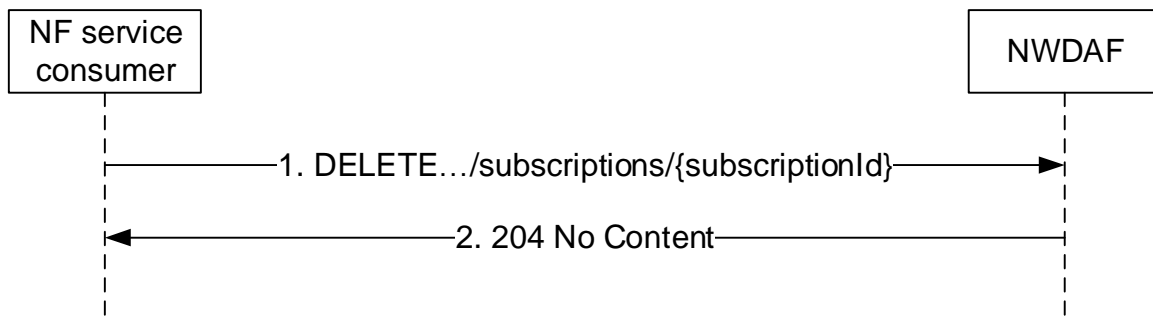 NF service
consumer
NWDAF
1. DELETE…/subscriptions/{subscriptionId}
2. 204 No Content